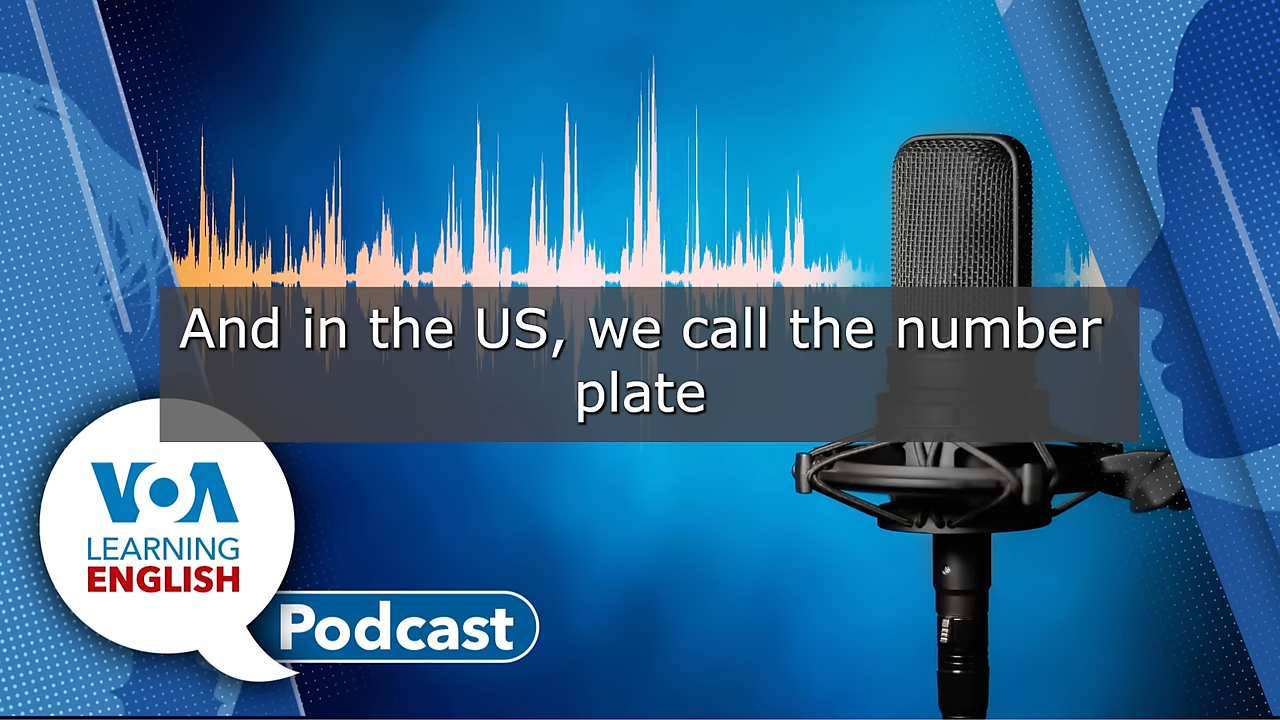 And in the US, we call the number
plate
VOA
LEARNING
ENGLISH
Podcast